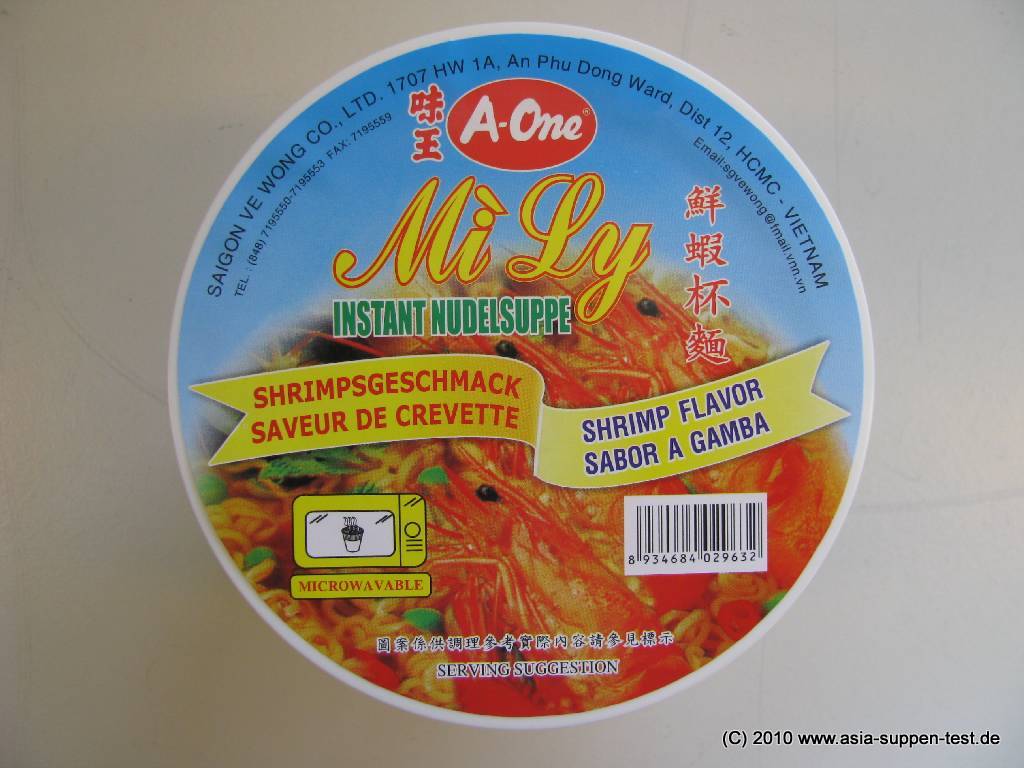 SAIGON VE WONG CO., LTD. 1707 HW 1A, An Phu Dong Ward, Dist 12, HCMC - VIETNAM
TEL. : (848) 7195550-7195553 FAX: 7195559
Email:sgvewong@fmail.vnn.vn
味王
A-One®
Mì Ly
鮮蝦杯麵
INSTANT NUDELSUPPE
SHRIMPSGESCHMACK
SAVEUR DE CREVETTE
SHRIMP FLAVOR
SABOR A GAMBA
MICROWAVABLE
8 934684 029632
圖案係供調理參考實際內容請參見標示
SERVING SUGGESTION
(C) 2010 www.asia-suppen-test.de